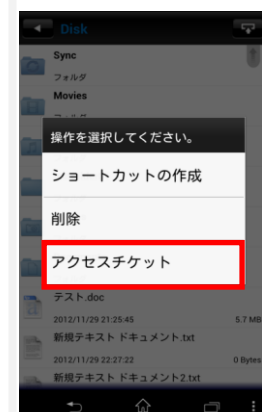 Disk
Sync
フォルダ
Movies
操作を選択してください。
ショートカットの作成
削除
アクセスチケット
テスト.doc
2012/11/29 21:25:45 5.7 MB
新規テキスト ドキュメント.txt
2012/11/29 22:27:22 0 Bytes
新規テキスト ドキュメント2.txt